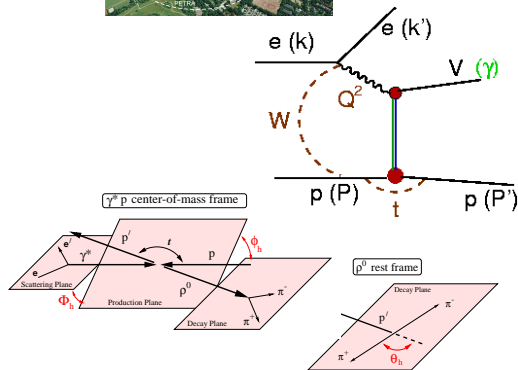 PETRA
e (k)
e (k')
Q²
V (γ)
W
p (P)
t
p (P')
γ* p center-of-mass frame
e
e′
γ*
Scattering Plane
Φh
p′
t
p
ϕh
ρ⁰
Production Plane
Decay Plane
π-
π+
ρ⁰ rest frame
Decay Plane
π-
p′
π+
θh